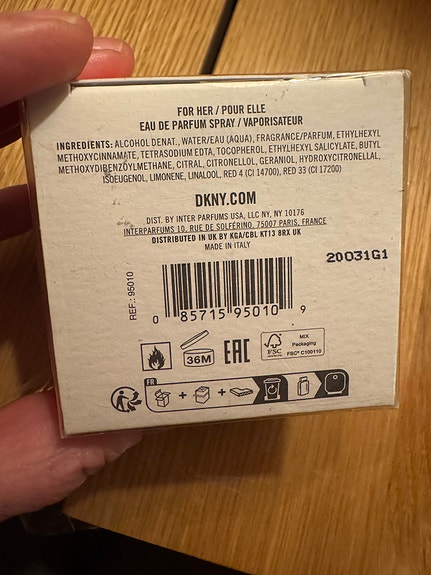 FOR HER / POUR ELLE
EAU DE PARFUM SPRAY / VAPORISATEUR
INGREDIENTS: ALCOHOL DENAT., WATER/EAU (AQUA), FRAGRANCE/PARFUM, ETHYLHEXYL
METHOXYCINNAMATE, TETRASODIUM EDTA, TOCOPHEROL, ETHYLHEXYL SALICYLATE, BUTYL
METHOXYDIBENZOYLMETHANE, CITRAL, CITRONELLOL, GERANIOL, HYDROXYCITRONELLAL,
ISOEUGENOL, LIMONENE, LINALOOL, RED 4 (CI 14700), RED 33 (CI 17200)
DKNY.COM
DIST. BY INTER PARFUMS USA, LLC NY, NY 10176
INTERPARFUMS 10, RUE DE SOLFÉRINO, 75007 PARIS, FRANCE
DISTRIBUTED IN UK BY KGA/CBL KT13 8RX UK
MADE IN ITALY
20031G1
REF.: 95010
0 85715 95010 9
36M
EAC
FSC
MIX
Packaging
FSC® C100110
FR